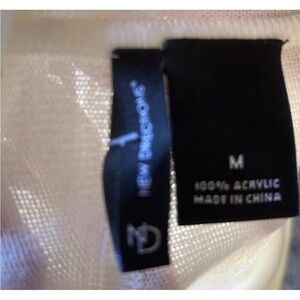 NEW DIRECTIONS®
ND
M
100% ACRYLIC
MADE IN CHINA